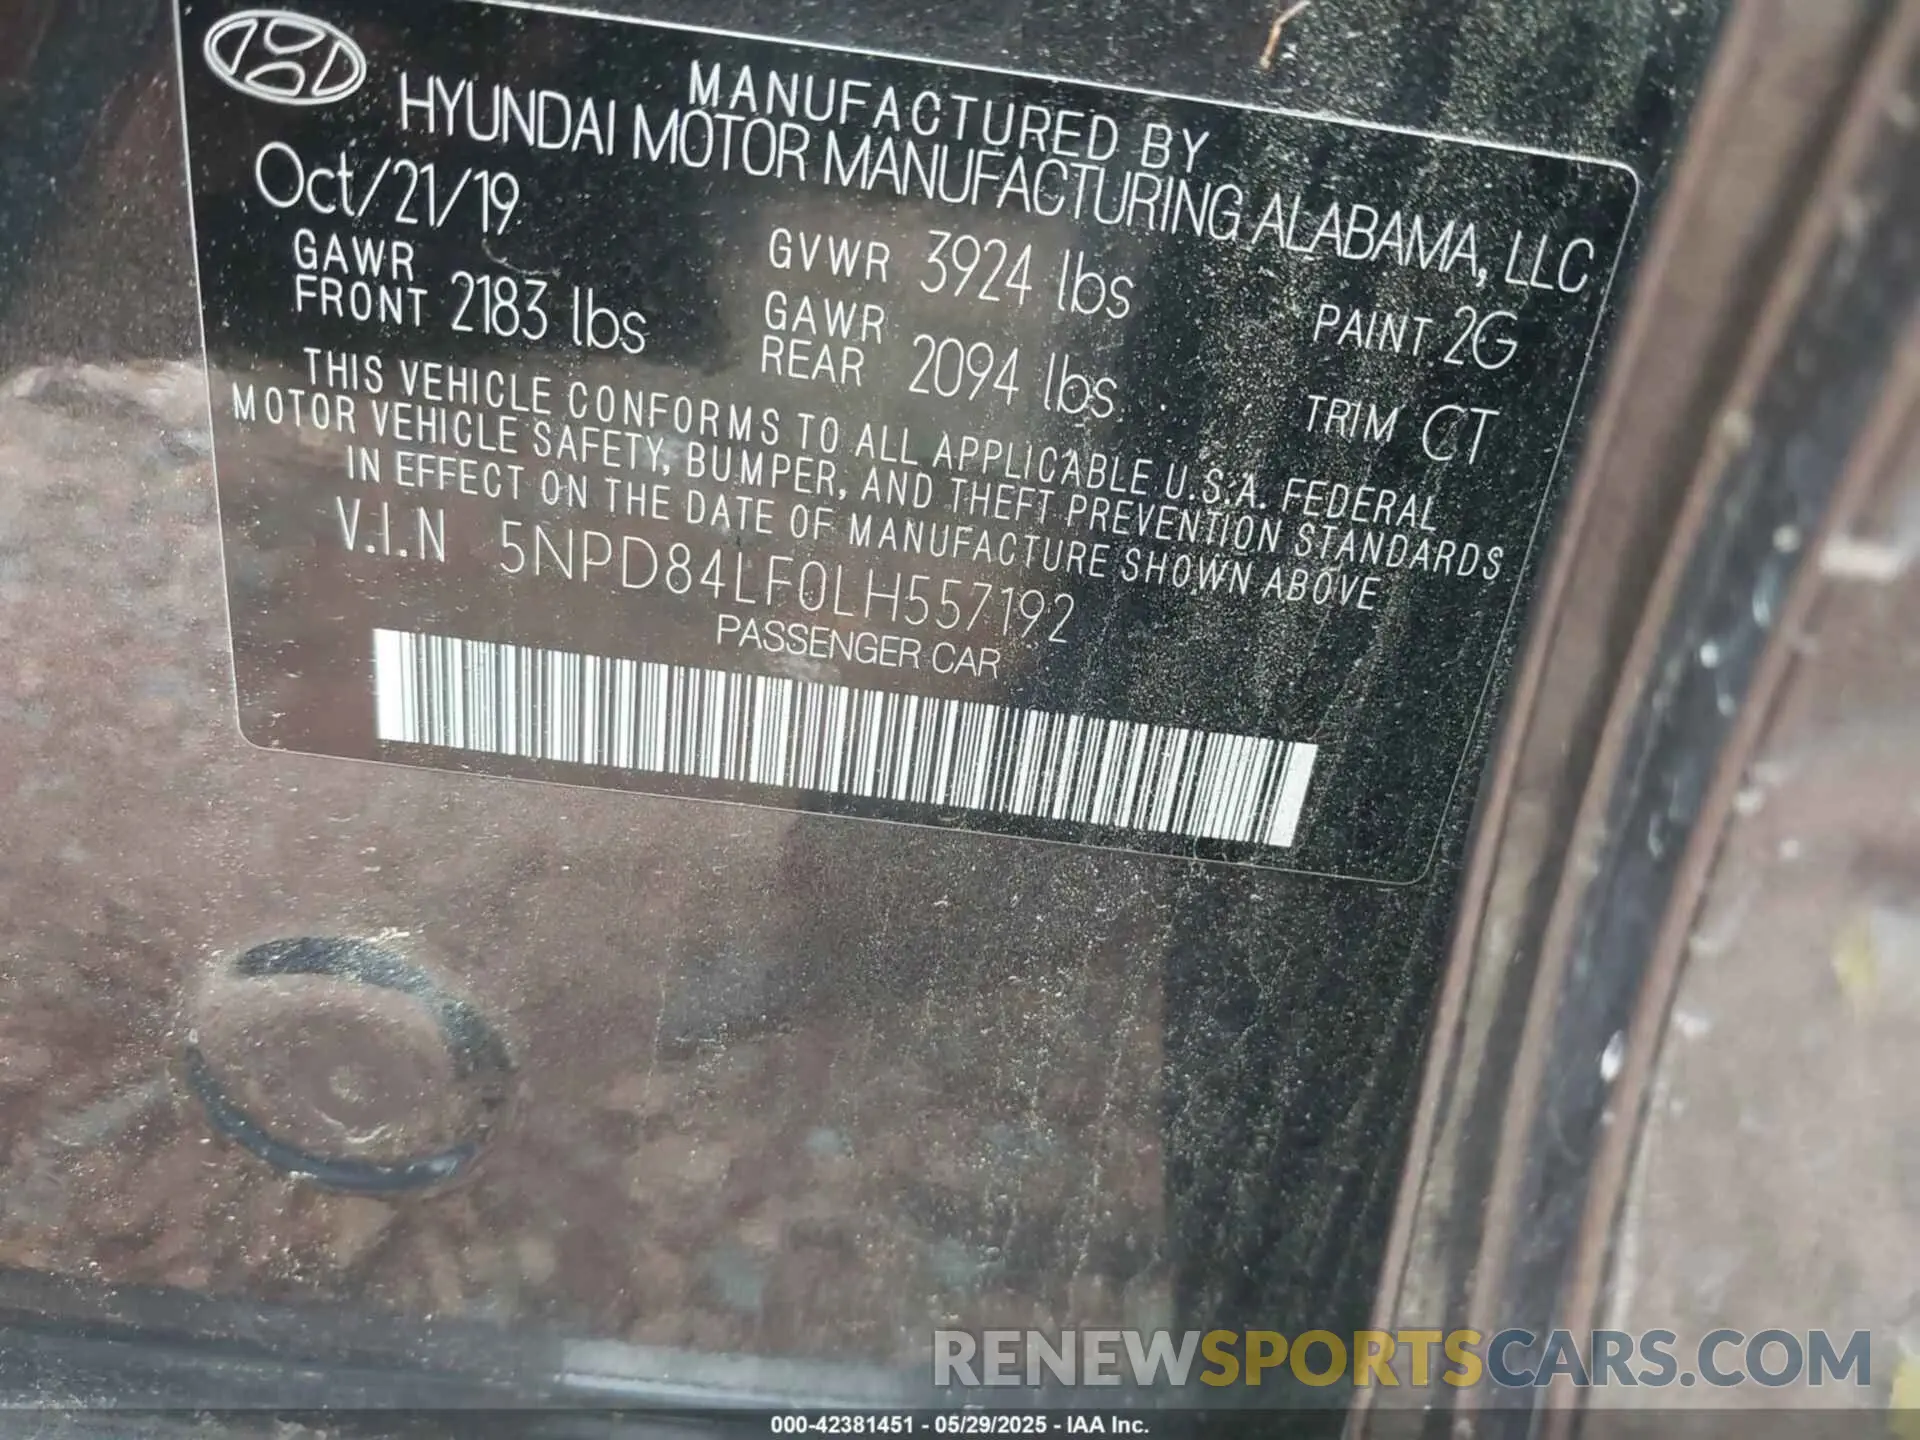 MANUFACTURED BY
HYUNDAI MOTOR MANUFACTURING ALABAMA, LLC
Oct/21/19
GVWR 3924 lbs
PAINT 2G
GAWR FRONT 2183 lbs
GAWR REAR 2094 lbs
TRIM CT
THIS VEHICLE CONFORMS TO ALL APPLICABLE U.S.A. FEDERAL
MOTOR VEHICLE SAFETY, BUMPER, AND THEFT PREVENTION STANDARDS
IN EFFECT ON THE DATE OF MANUFACTURE SHOWN ABOVE
V.I.N 5NPD84LF0LH557192
PASSENGER CAR
RENEWSPORTSCARS.COM
000-42381451 - 05/29/2025 - IAA Inc.